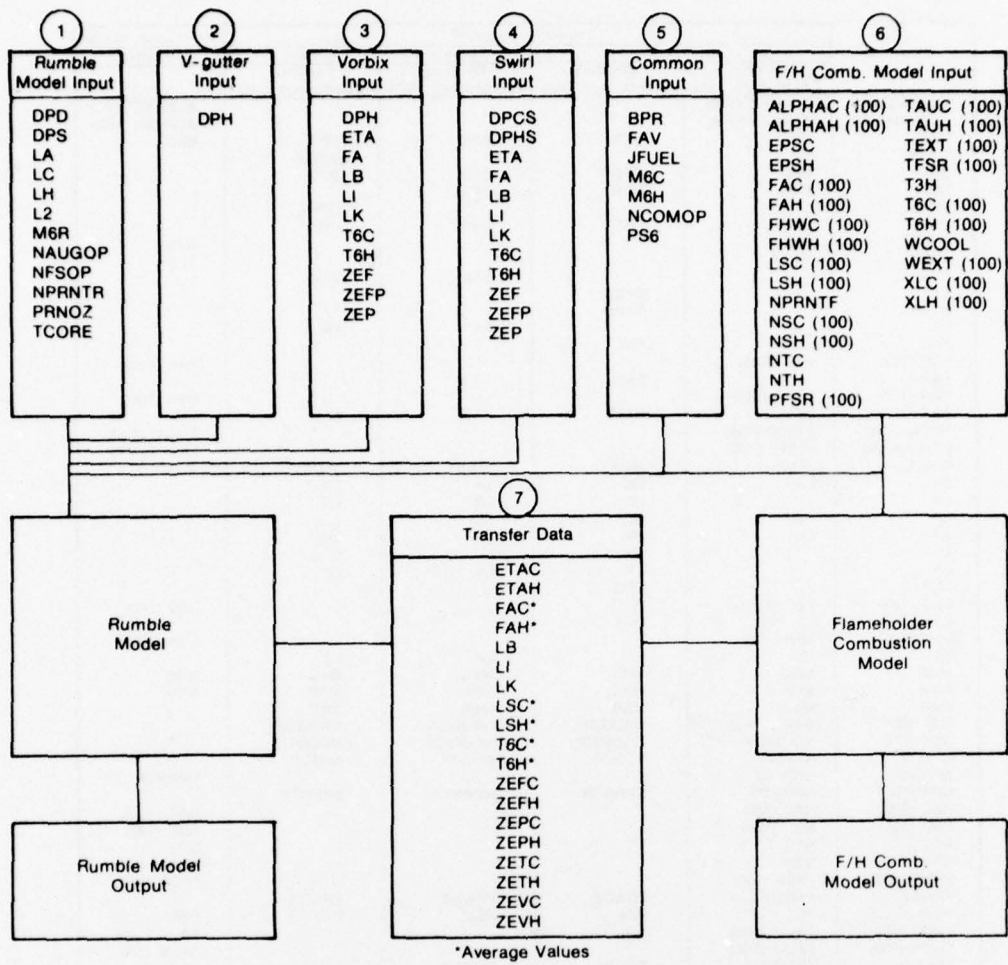 1
Rumble
Model Input
DPD
DPS
LA
LC
LH
L2
M6R
NAUGOP
NFSOP
NPRNTR
PRNOZ
TCORE
2
V-gutter
Input
DPH
3
Vorbix
Input
DPH
ETA
FA
LB
LI
LK
T6C
T6H
ZEF
ZEFP
ZEP
4
Swirl
Input
DPCS
DPHS
ETA
FA
LB
LI
LK
T6C
T6H
ZEF
ZEFP
ZEP
5
Common
Input
BPR
FAV
JFUEL
M6C
M6H
NCOMOP
PS6
6
F/H Comb. Model Input
ALPHAC (100)
ALPHAH (100)
EPSC
EPSH
FAC (100)
FAH (100)
FHWC (100)
FHWH (100)
LSC (100)
LSH (100)
NPRNTF
NSC (100)
NSH (100)
NTC
NTH
PFSR (100)
TAUC (100)
TAUH (100)
TEXT (100)
TFSR (100)
T3H
T6C (100)
T6H (100)
WCOOL
WEXT (100)
XLC (100)
XLH (100)
Rumble
Model
7
Transfer Data
ETAC
ETAH
FAC*
FAH*
LB
LI
LK
LSC*
LSH*
T6C*
T6H*
ZEFC
ZEFH
ZEPC
ZEPH
ZETC
ZETH
ZEVC
ZEVH
*Average Values
Flameholder
Combustion
Model
Rumble Model
Output
F/H Comb.
Model Output